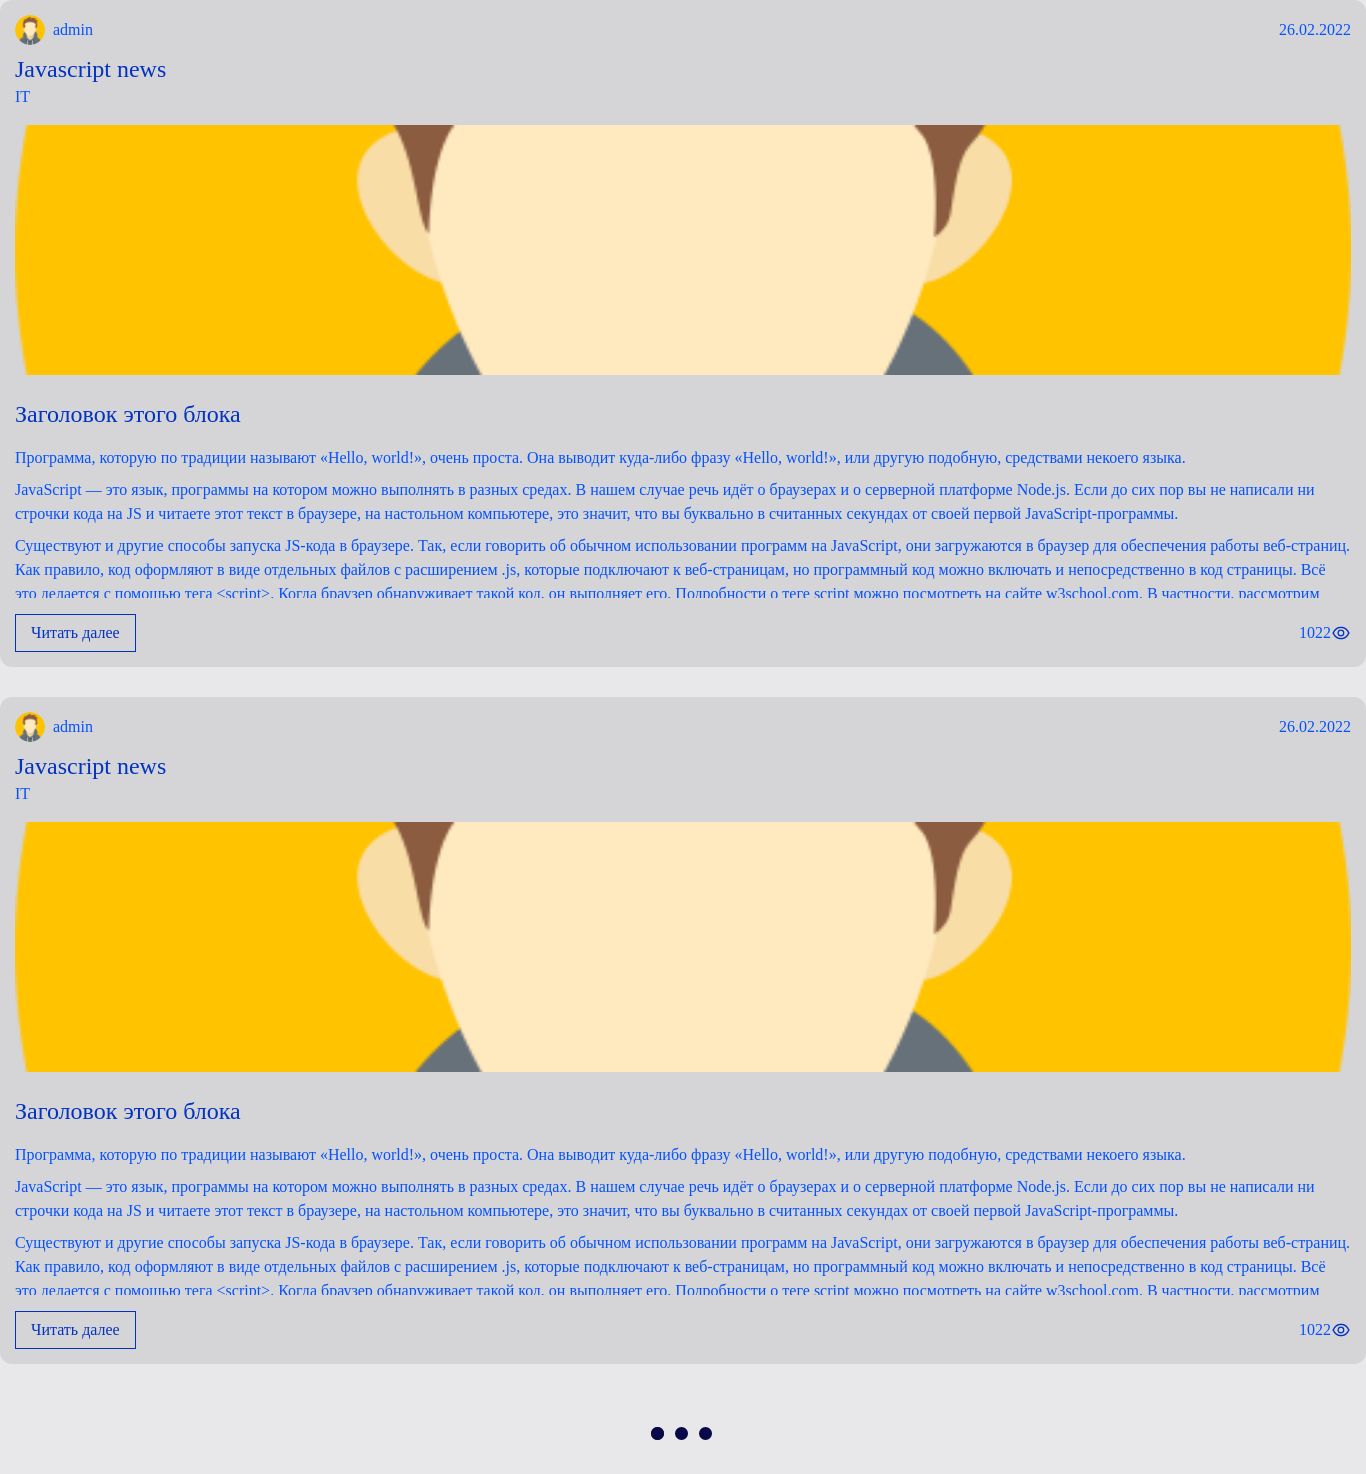 admin
26.02.2022
Javascript news
IT
Заголовок этого блока
Программа, которую по традиции называют «Hello, world!», очень проста. Она выводит куда-либо фразу «Hello, world!», или другую подобную, средствами некоего языка.
JavaScript — это язык, программы на котором можно выполнять в разных средах. В нашем случае речь идёт о браузерах и о серверной платформе Node.js. Если до сих пор вы не написали ни
строчки кода на JS и читаете этот текст в браузере, на настольном компьютере, это значит, что вы буквально в считанных секундах от своей первой JavaScript-программы.
Существуют и другие способы запуска JS-кода в браузере. Так, если говорить об обычном использовании программ на JavaScript, они загружаются в браузер для обеспечения работы веб-страниц.
Как правило, код оформляют в виде отдельных файлов с расширением .js, которые подключают к веб-страницам, но программный код можно включать и непосредственно в код страницы. Всё
это делается с помощью тега <script>. Когда браузер обнаруживает такой код, он выполняет его. Подробности о теге script можно посмотреть на сайте w3school.com. В частности, рассмотрим
Читать далее
1022
admin
26.02.2022
Javascript news
IT
Заголовок этого блока
Программа, которую по традиции называют «Hello, world!», очень проста. Она выводит куда-либо фразу «Hello, world!», или другую подобную, средствами некоего языка.
JavaScript — это язык, программы на котором можно выполнять в разных средах. В нашем случае речь идёт о браузерах и о серверной платформе Node.js. Если до сих пор вы не написали ни
строчки кода на JS и читаете этот текст в браузере, на настольном компьютере, это значит, что вы буквально в считанных секундах от своей первой JavaScript-программы.
Существуют и другие способы запуска JS-кода в браузере. Так, если говорить об обычном использовании программ на JavaScript, они загружаются в браузер для обеспечения работы веб-страниц.
Как правило, код оформляют в виде отдельных файлов с расширением .js, которые подключают к веб-страницам, но программный код можно включать и непосредственно в код страницы. Всё
это делается с помощью тега <script>. Когда браузер обнаруживает такой код, он выполняет его. Подробности о теге script можно посмотреть на сайте w3school.com. В частности, рассмотрим
Читать далее
1022